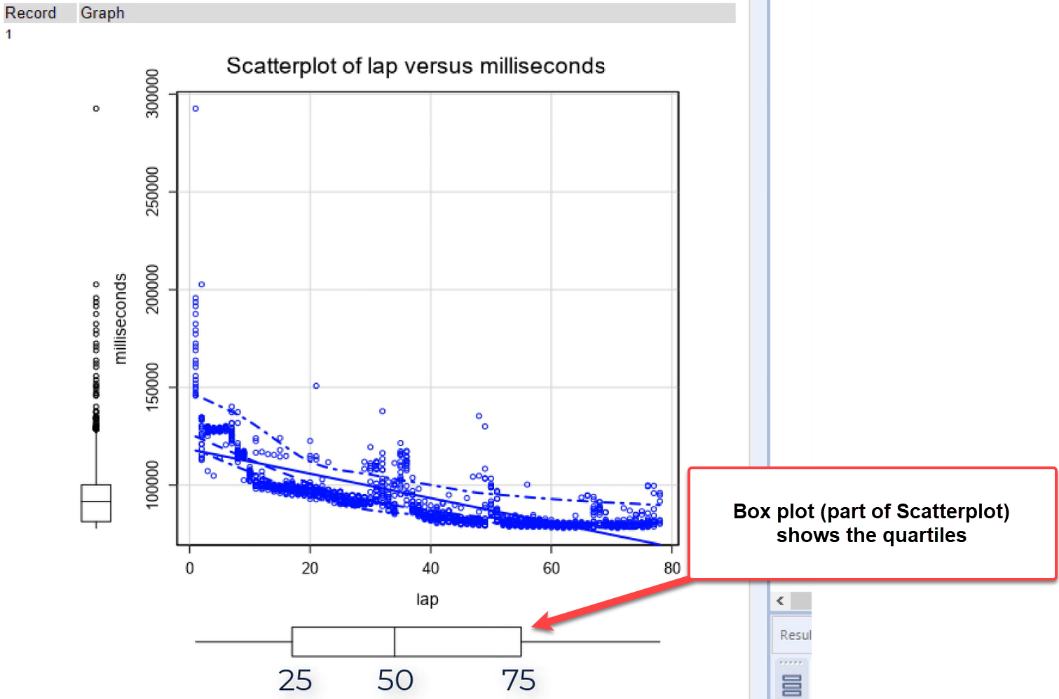 Record Graph
1
Scatterplot of lap versus milliseconds
300000
250000
200000
150000
100000
milliseconds
0 20 40 60 80
lap
25 50 75
Box plot (part of Scatterplot)
shows the quartiles
<
Resul